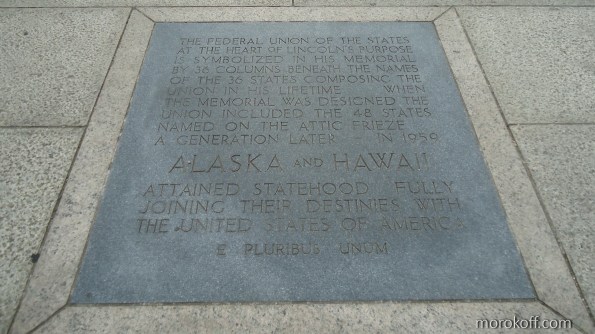 THE FEDERAL UNION OF THE STATES
AT THE HEART OF LINCOLN'S PURPOSE
IS SYMBOLIZED IN HIS MEMORIAL
BY 36 COLUMNS BENEATH THE NAMES
OF THE 36 STATES COMPOSING THE
UNION IN HIS LIFETIME WHEN
THE MEMORIAL WAS DESIGNED THE
UNION INCLUDED THE 48 STATES
NAMED ON THE ATTIC FRIEZE
A GENERATION LATER - IN 1959
ALASKA AND HAWAII
ATTAINED STATEHOOD FULLY
JOINING THEIR DESTINIES WITH
THE UNITED STATES OF AMERICA
E PLURIBUS UNUM
morokoff.com